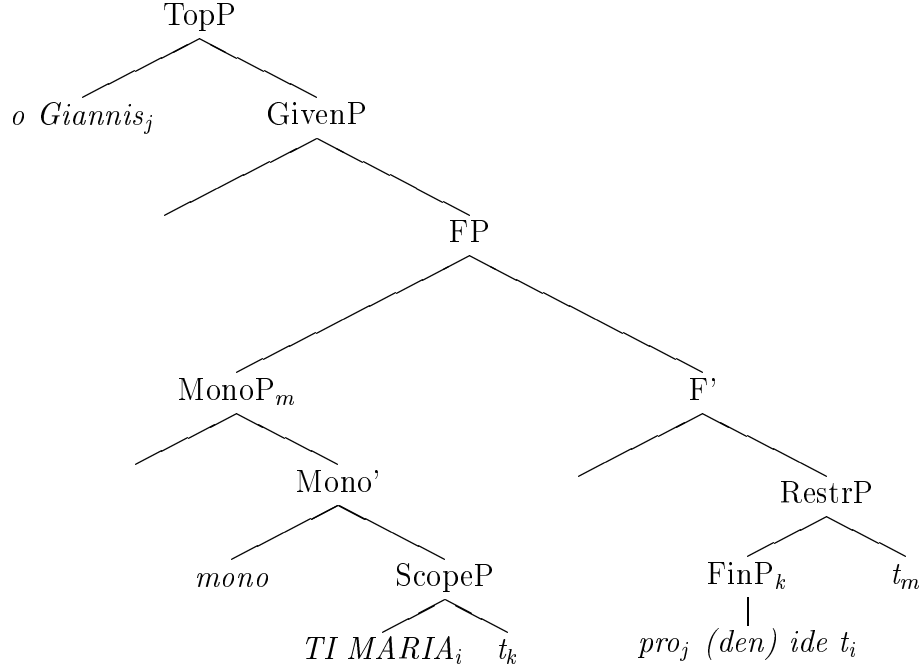 TopP
o Giannis_j GivenP
FP
MonoP_m F'
Mono' RestrP
mono ScopeP FinP_k t_m
TI MARIA_i t_k pro_j (den) ide t_i